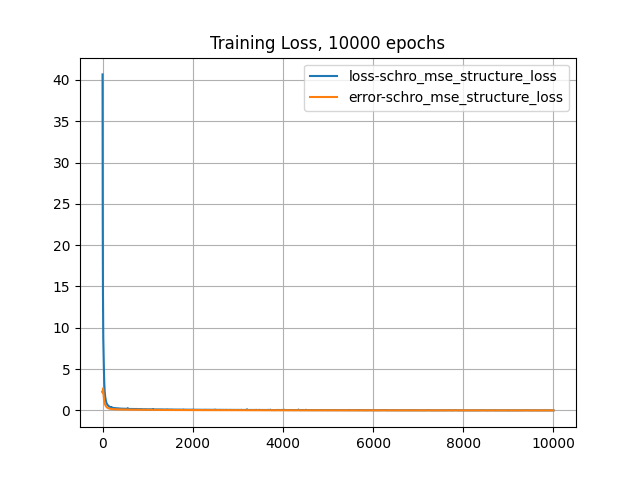 Training Loss, 10000 epochs
loss-schro_mse_structure_loss
error-schro_mse_structure_loss
40
35
30
25
20
15
10
5
0
0 2000 4000 6000 8000 10000